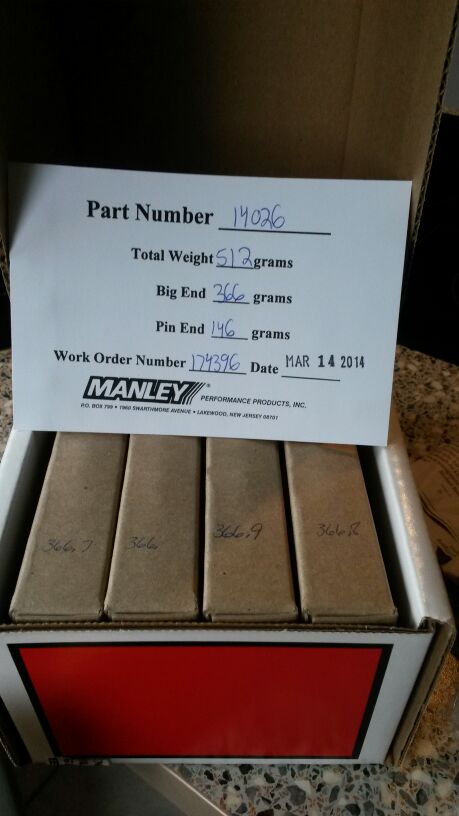 Part Number 14026
Total Weight 512 grams
Big End 366 grams
Pin End 146 grams
Work Order Number 174396 Date MAR 14 2014
MANLEY PERFORMANCE PRODUCTS, INC.
P.O. BOX 799 • 1960 SWARTHMORE AVENUE • LAKEWOOD, NEW JERSEY 08701
366.7 366. 366.9 366.8